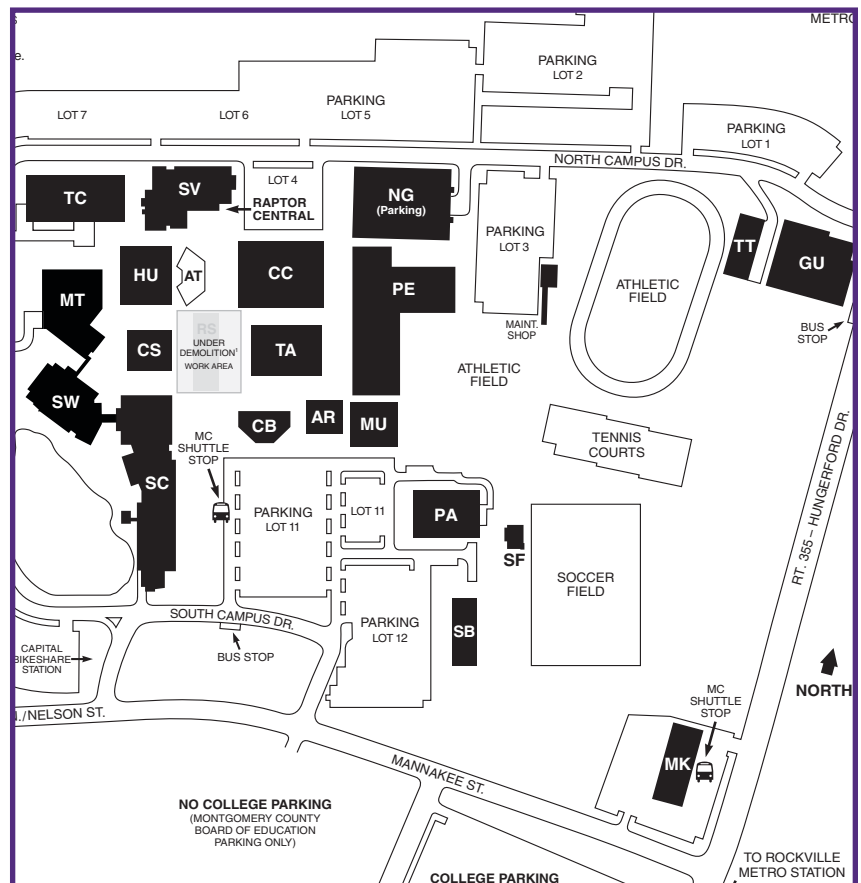 METRO
e.
PARKING
LOT 2
LOT 7
LOT 6
PARKING
LOT 5
PARKING
LOT 1
NORTH CAMPUS DR.
TC
SV
LOT 4
RAPTOR
CENTRAL
NG
(Parking)
PARKING
LOT 3
TT
GU
HU
AT
CC
PE
ATHLETIC
FIELD
MT
MAINT.
SHOP
BUS
STOP
CS
RS
UNDER
DEMOLITION¹
WORK AREA
TA
ATHLETIC
FIELD
SW
CB
AR
MU
TENNIS
COURTS
MC
SHUTTLE
STOP
SC
PARKING
LOT 11
LOT 11
PA
SF
SOCCER
FIELD
RT. 355 – HUNGERFORD DR.
SOUTH CAMPUS DR.
PARKING
LOT 12
SB
CAPITAL
BIKESHARE
STATION
BUS STOP
NORTH
N./NELSON ST.
MC
SHUTTLE
STOP
MK
MANNAKEE ST.
NO COLLEGE PARKING
(MONTGOMERY COUNTY
BOARD OF EDUCATION
PARKING ONLY)
TO ROCKVILLE
METRO STATION
COLLEGE PARKING